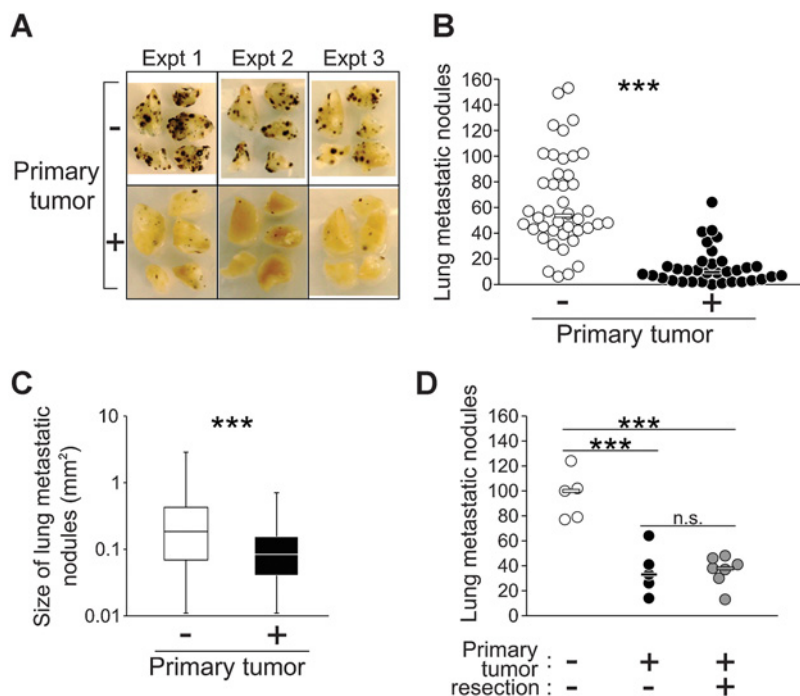 A
Expt 1 Expt 2 Expt 3
Primary
tumor
-
+
B
Lung metastatic nodules
160
140
120
100
80
60
40
20
0
***
- +
Primary tumor
C
Size of lung metastatic
nodules (mm²)
10
1
0.1
0.01
***
- +
Primary tumor
D
Lung metastatic nodules
160
140
120
100
80
60
40
20
0
***
***
n.s.
Primary
tumor : - + +
resection : - - +